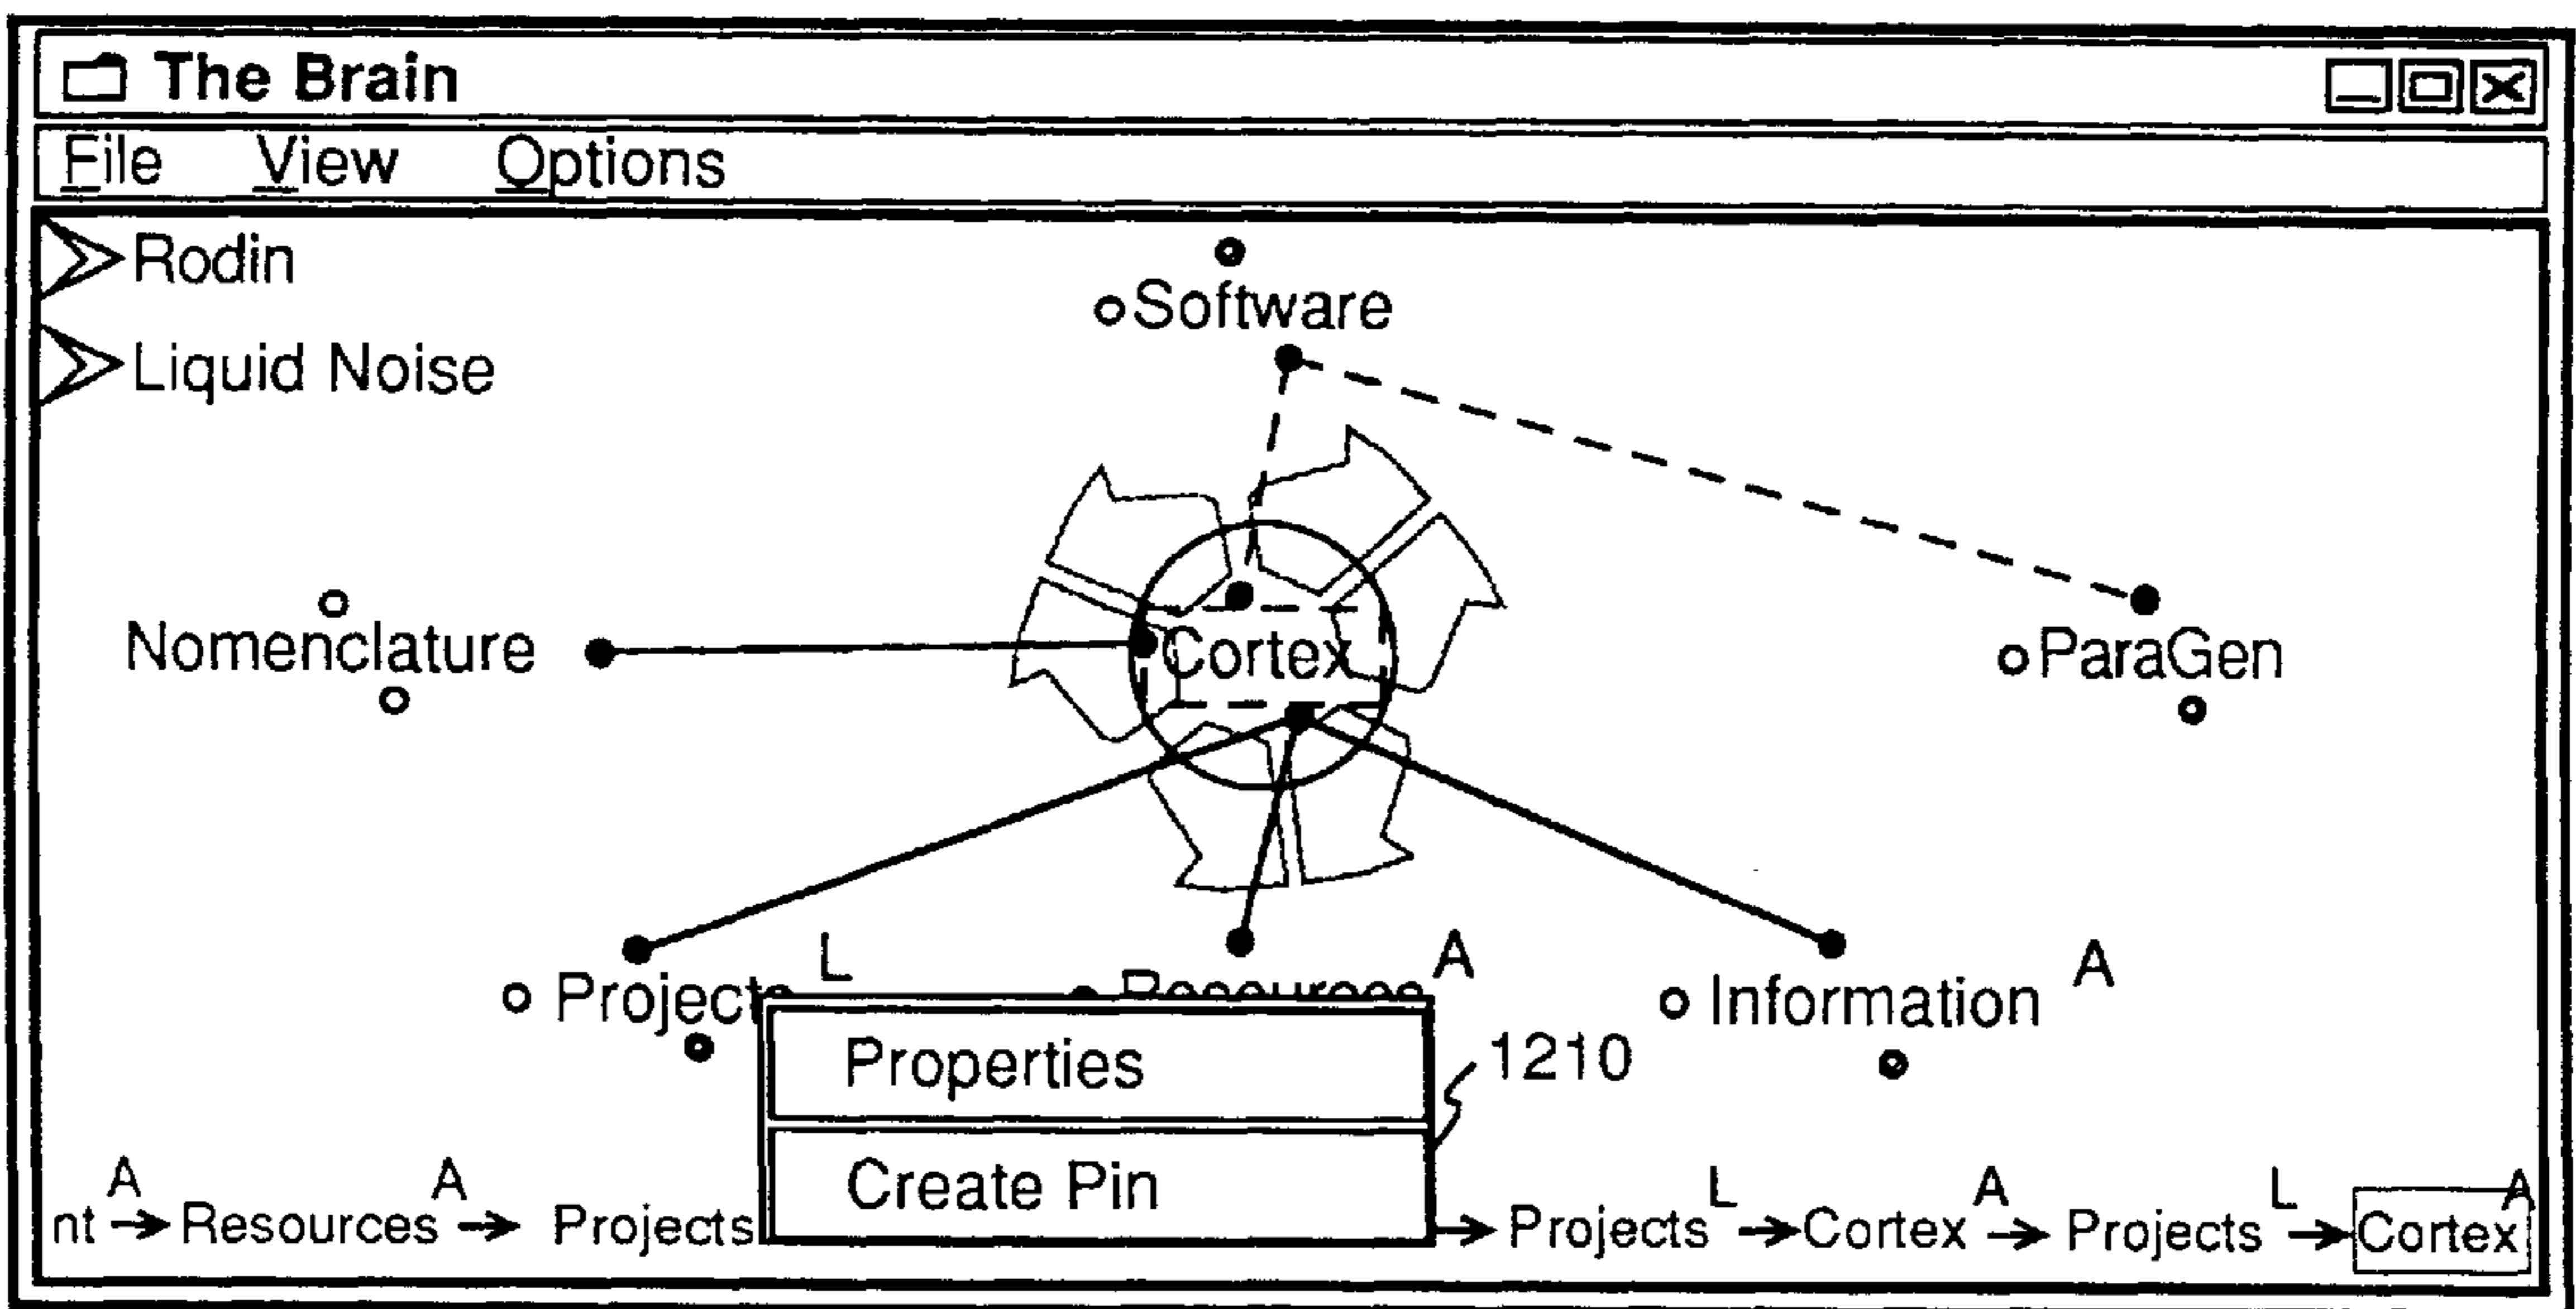 The Brain
File View Options
Rodin
Software
Liquid Noise
Nomenclature
Cortex
ParaGen
Projects L
Resources A
Information A
Properties
1210
Create Pin
nt A → Resources A → Projects → Projects L → Cortex A → Projects L → Cortex A